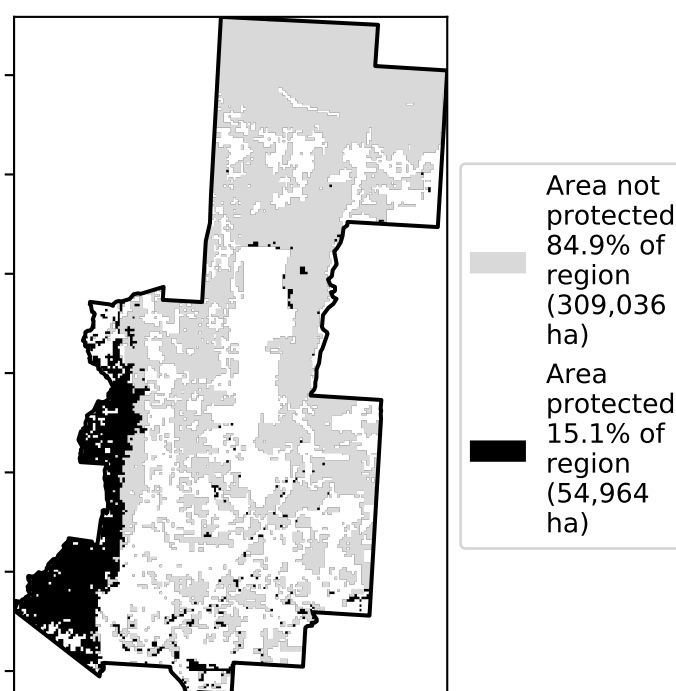 Area not
protected
84.9% of
region
(309,036
ha)
Area
protected
15.1% of
region
(54,964
ha)